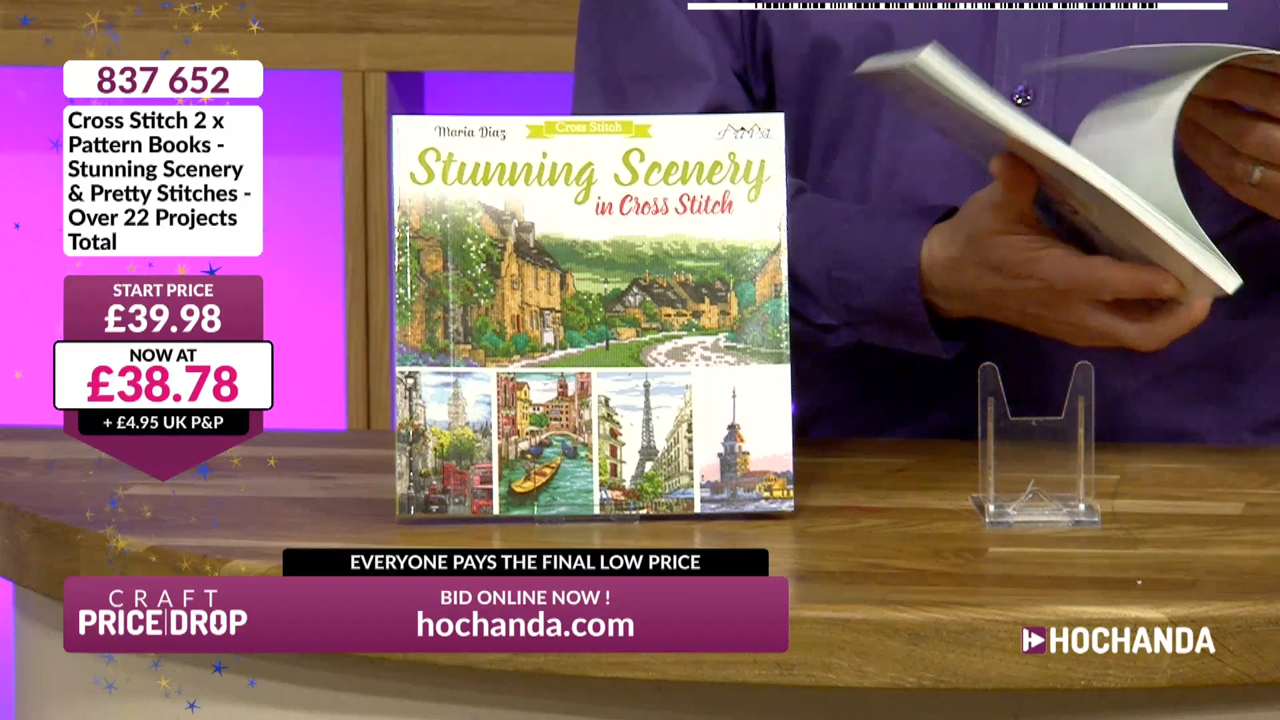 837 652
Cross Stitch 2 x
Pattern Books -
Stunning Scenery
& Pretty Stitches -
Over 22 Projects
Total
START PRICE
£39.98
NOW AT
£38.78
+ £4.95 UK P&P
Maria Diaz
Cross Stitch
Stunning Scenery
in Cross Stitch
EVERYONE PAYS THE FINAL LOW PRICE
CRAFT
PRICE DROP
BID ONLINE NOW !
hochanda.com
HOCHANDA